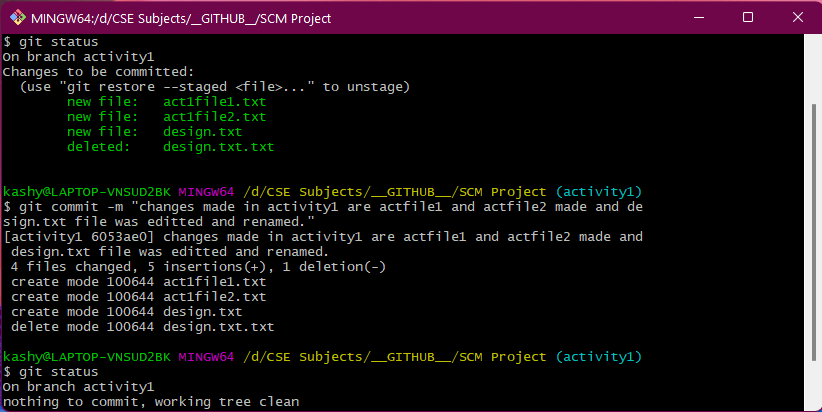 MINGW64:/d/CSE Subjects/__GITHUB__/SCM Project
$ git status
On branch activity1
Changes to be committed:
  (use "git restore --staged <file>..." to unstage)
        new file:   act1file1.txt
        new file:   act1file2.txt
        new file:   design.txt
        deleted:    design.txt.txt
kashy@LAPTOP-VNSUD2BK MINGW64 /d/CSE Subjects/__GITHUB__/SCM Project (activity1)
$ git commit -m "changes made in activity1 are actfile1 and actfile2 made and de
sign.txt file was editted and renamed."
[activity1 6053ae0] changes made in activity1 are actfile1 and actfile2 made and
 design.txt file was editted and renamed.
 4 files changed, 5 insertions(+), 1 deletion(-)
 create mode 100644 act1file1.txt
 create mode 100644 act1file2.txt
 create mode 100644 design.txt
 delete mode 100644 design.txt.txt
kashy@LAPTOP-VNSUD2BK MINGW64 /d/CSE Subjects/__GITHUB__/SCM Project (activity1)
$ git status
On branch activity1
nothing to commit, working tree clean